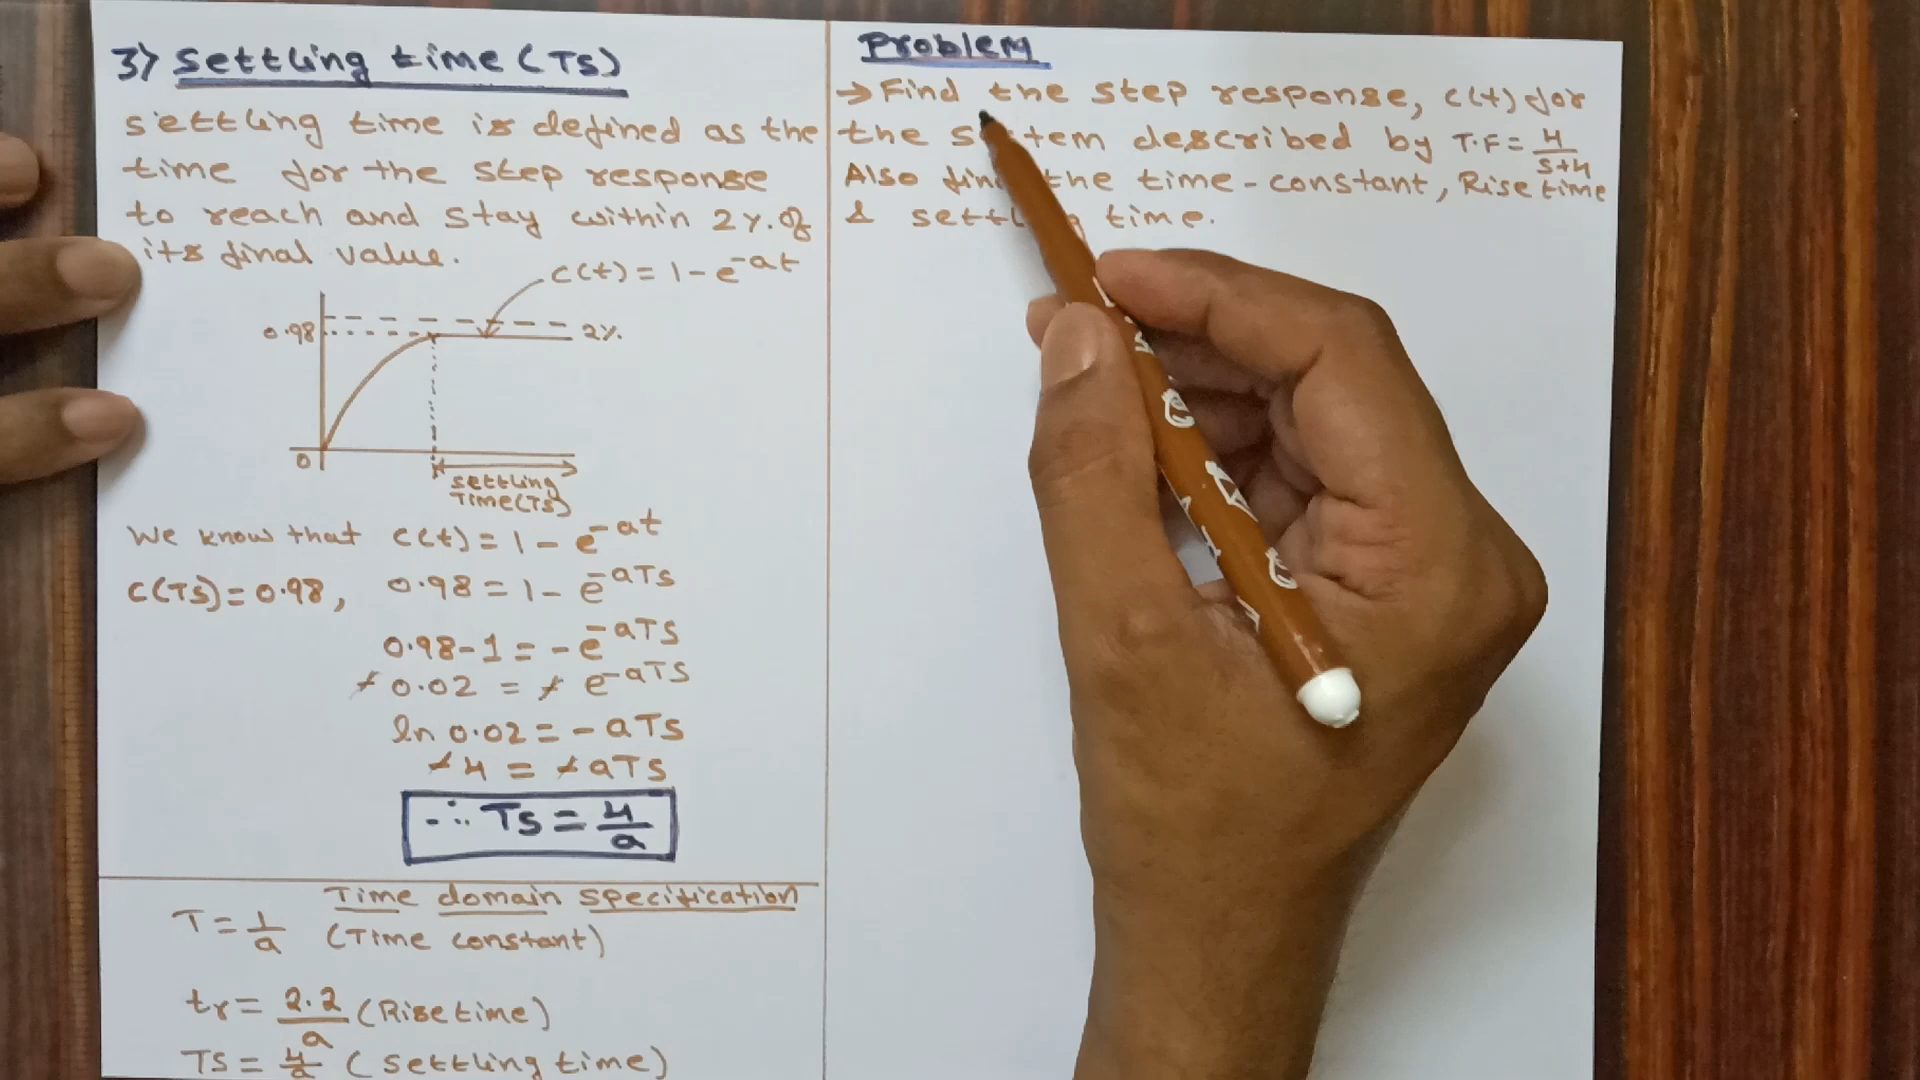 3) Settling time (Ts)
settling time is defined as the
time for the step response
to reach and stay within 2%. of
its final value.
c(t) = 1 - e^-at
0.98
2%.
0
settling
Time(Ts)
We know that c(t) = 1 - e^-at
C(Ts) = 0.98, 0.98 = 1 - e^-aTs
0.98 - 1 = - e^-aTs
- 0.02 = - e^-aTs
ln 0.02 = - aTs
- 4 = - aTs
∴ Ts = 4/a
Time domain specification
T = 1/a (Time constant)
tr = 2.2/a (Rise time)
Ts = 4/a (settling time)
Problem
→ Find the step response, c(t) for
the described by T.F = 4/s+4
Also the time-constant, Rise time
& time.